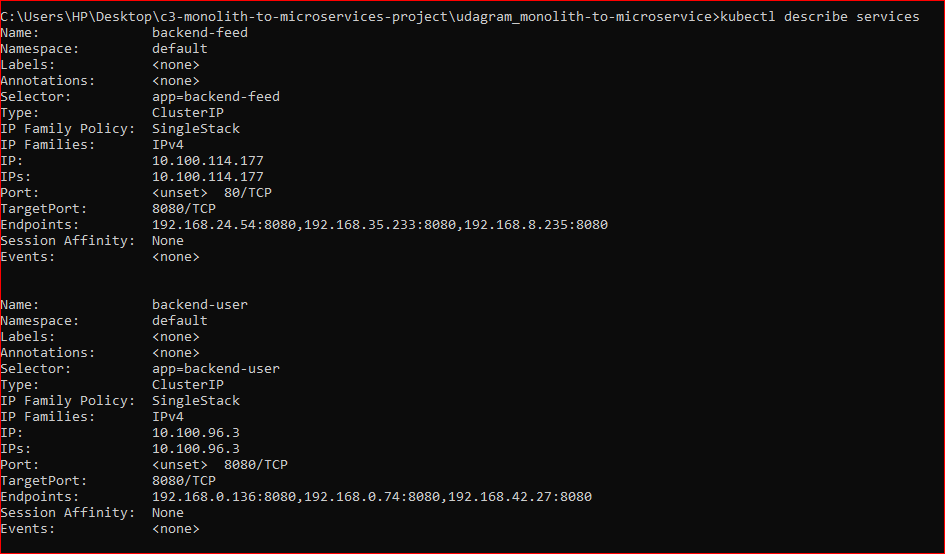 C:\Users\HP\Desktop\c3-monolith-to-microservices-project\udagram_monolith-to-microservice>kubectl describe services
Name:              backend-feed
Namespace:         default
Labels:            <none>
Annotations:       <none>
Selector:          app=backend-feed
Type:              ClusterIP
IP Family Policy:  SingleStack
IP Families:       IPv4
IP:                10.100.114.177
IPs:               10.100.114.177
Port:              <unset>  80/TCP
TargetPort:        8080/TCP
Endpoints:         192.168.24.54:8080,192.168.35.233:8080,192.168.8.235:8080
Session Affinity:  None
Events:            <none>
Name:              backend-user
Namespace:         default
Labels:            <none>
Annotations:       <none>
Selector:          app=backend-user
Type:              ClusterIP
IP Family Policy:  SingleStack
IP Families:       IPv4
IP:                10.100.96.3
IPs:               10.100.96.3
Port:              <unset>  8080/TCP
TargetPort:        8080/TCP
Endpoints:         192.168.0.136:8080,192.168.0.74:8080,192.168.42.27:8080
Session Affinity:  None
Events:            <none>